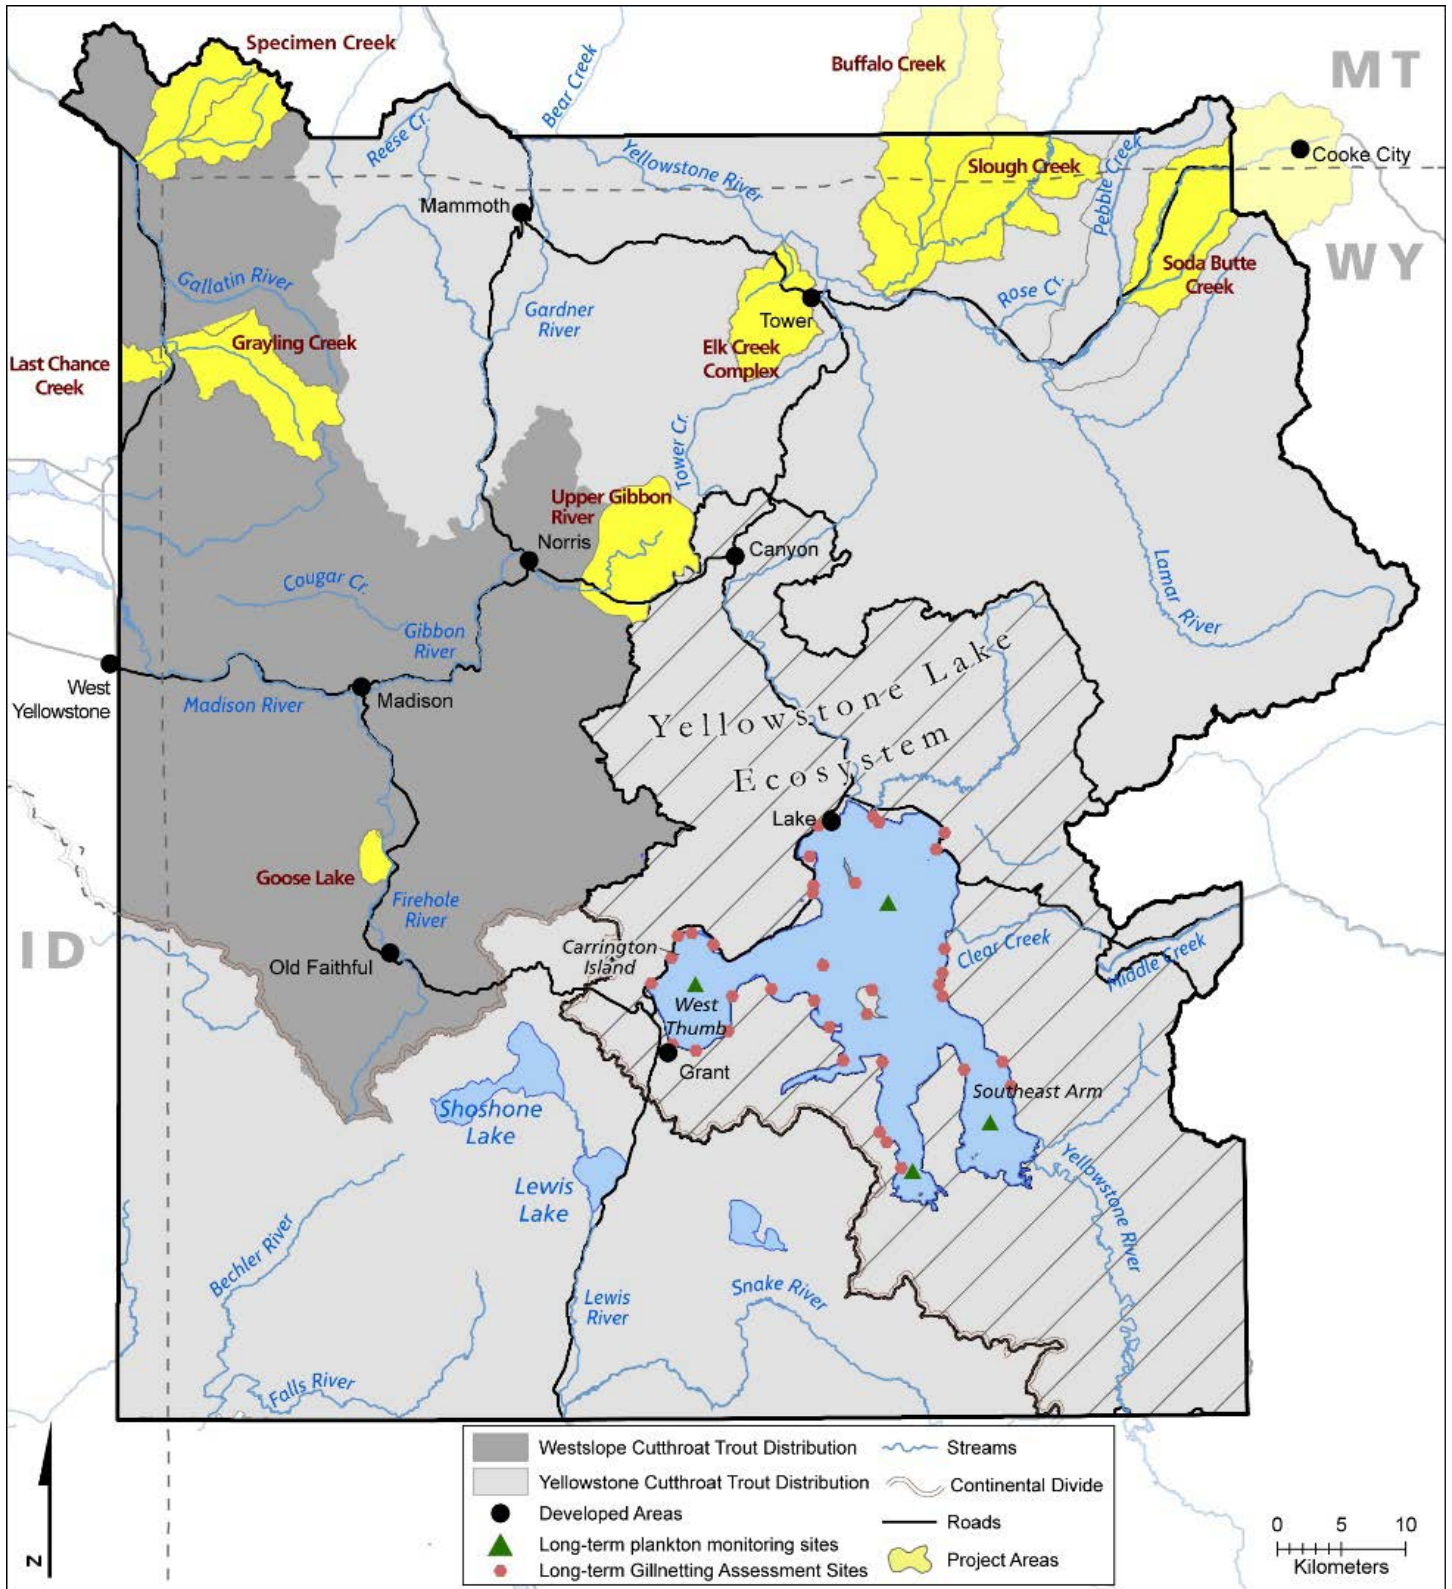 Specimen Creek
Buffalo Creek
MT
Bear Creek
Reese Cr.
Yellowstone River
Slough Creek
Pebble Creek
Cooke City
Mammoth
WY
Soda Butte
Creek
Gallatin River
Rose Cr.
Gardner
River
Tower
Grayling Creek
Elk Creek
Complex
Last Chance
Creek
Tower Cr.
Upper Gibbon
River
Norris
Canyon
Cougar Cr.
Lamar River
Gibbon
River
Yellowstone Lake
Ecosystem
West
Yellowstone
Madison River
Madison
Lake
Goose Lake
Firehole
River
ID
Old Faithful
Carrington
Island
Clear Creek
Middle Creek
West
Thumb
Grant
Southeast Arm
Shoshone
Lake
Lewis
Lake
Yellowstone River
Bechler River
Lewis
River
Snake River
Falls River
Westslope Cutthroat Trout Distribution
Yellowstone Cutthroat Trout Distribution
Developed Areas
Long-term plankton monitoring sites
Long-term Gillnetting Assessment Sites
Streams
Continental Divide
Roads
Project Areas
0 5 10
Kilometers
N